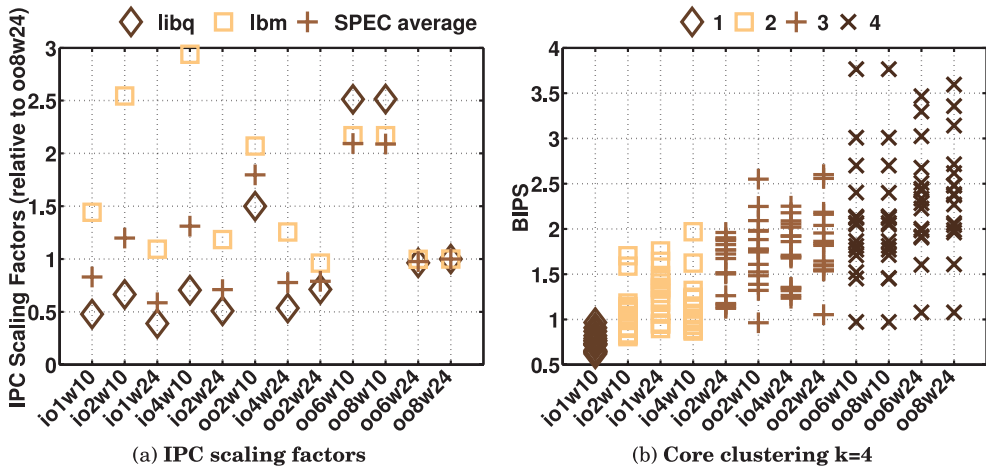 libq lbm SPEC average
IPC Scaling Factors (relative to oo8w24)
3
2.5
2
1.5
1
0.5
0
io1w10 io2w10 io1w24 io4w10 io2w24 oo2w10 io4w24 oo2w24 oo6w10 oo8w10 oo6w24 oo8w24
(a) IPC scaling factors
1 2 3 4
BIPS
4
3.5
3
2.5
2
1.5
1
0.5
io1w10 io2w10 io1w24 io4w10 io2w24 oo2w10 io4w24 oo2w24 oo6w10 oo8w10 oo6w24 oo8w24
(b) Core clustering k=4